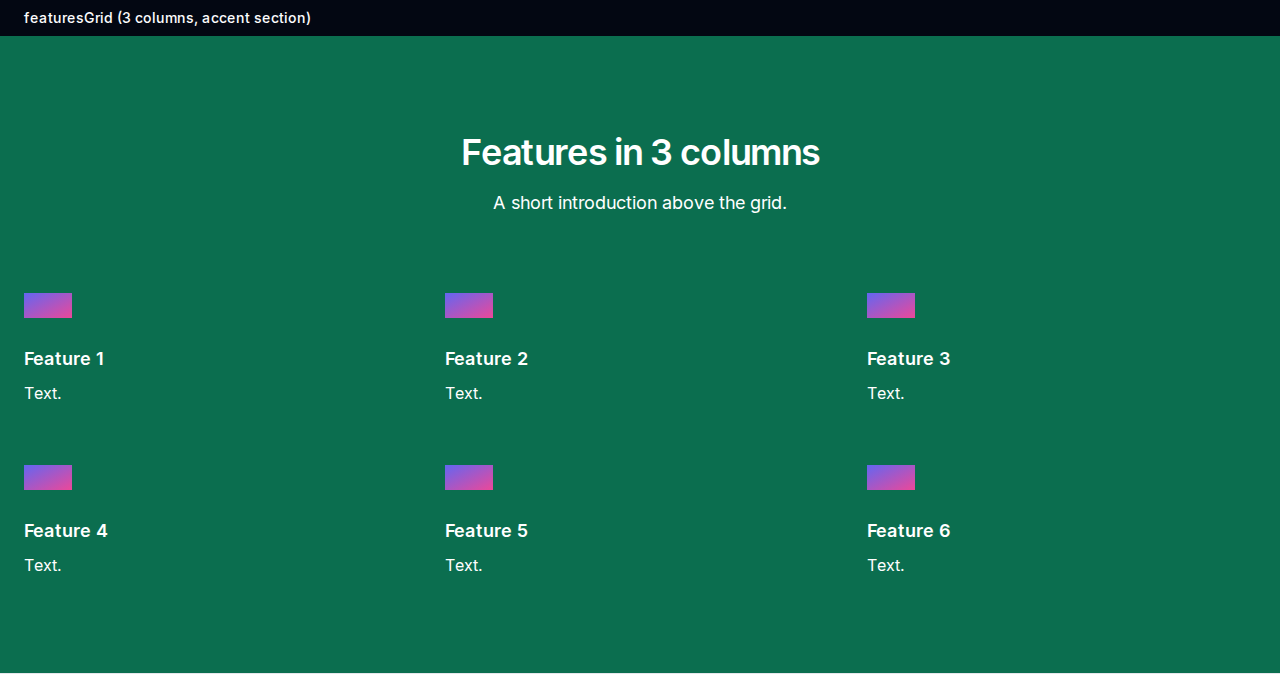 featuresGrid (3 columns, accent section)
Features in 3 columns
A short introduction above the grid.
Feature 1
Text.
Feature 2
Text.
Feature 3
Text.
Feature 4
Text.
Feature 5
Text.
Feature 6
Text.